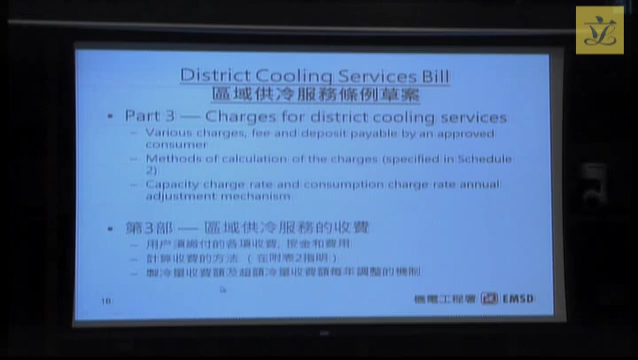 District Cooling Services Bill
區域供冷服務條例草案
• Part 3 — Charges for district cooling services
– Various charges, fee and deposit payable by an approved
consumer
– Methods of calculation of the charges (specified in Schedule
2)
– Capacity charge rate and consumption charge rate annual
adjustment mechanism
• 第3部 — 區域供冷服務的收費
– 用戶須繳付的各項收費, 按金和費用
– 計算收費的方法 (在附表2指明)
– 製冷量收費額及超額冷量收費額每年調整的機制
機電工程署 EMSD